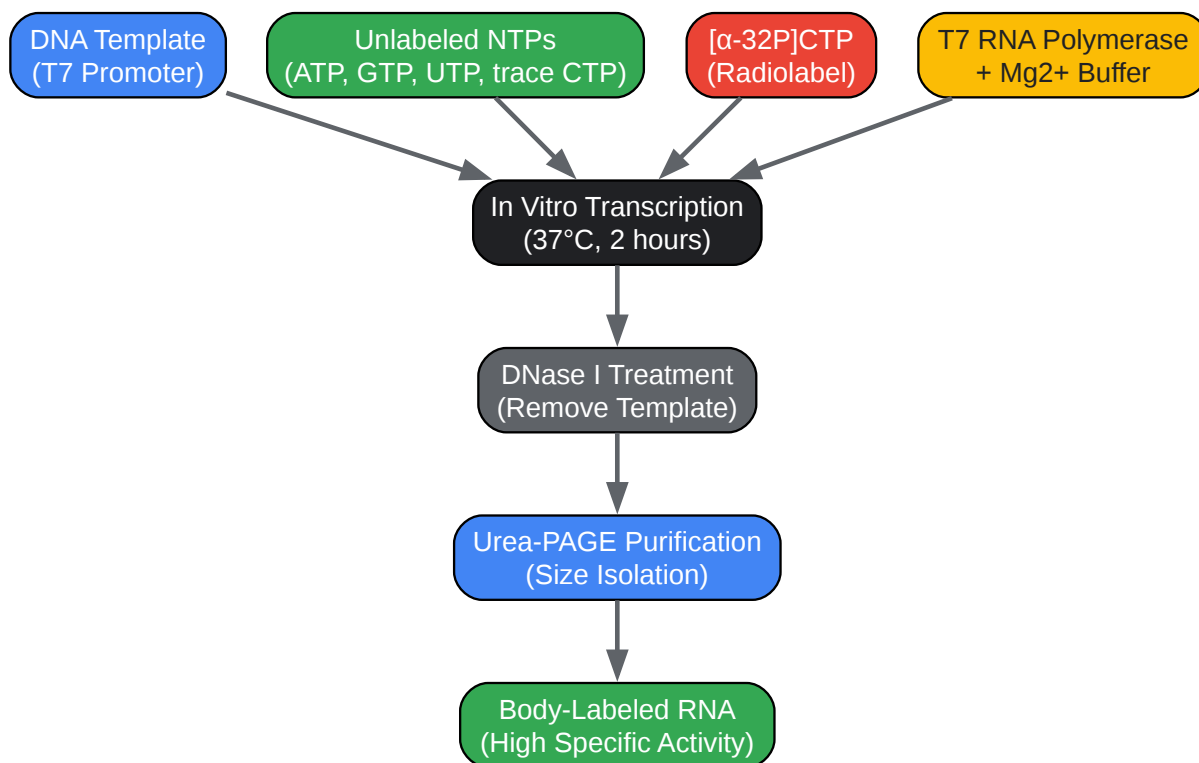 DNA Template
(T7 Promoter)
Unlabeled NTPs
(ATP, GTP, UTP, trace CTP)
[α-32P]CTP
(Radiolabel)
T7 RNA Polymerase
+ Mg2+ Buffer
In Vitro Transcription
(37°C, 2 hours)
DNase I Treatment
(Remove Template)
Urea-PAGE Purification
(Size Isolation)
Body-Labeled RNA
(High Specific Activity)